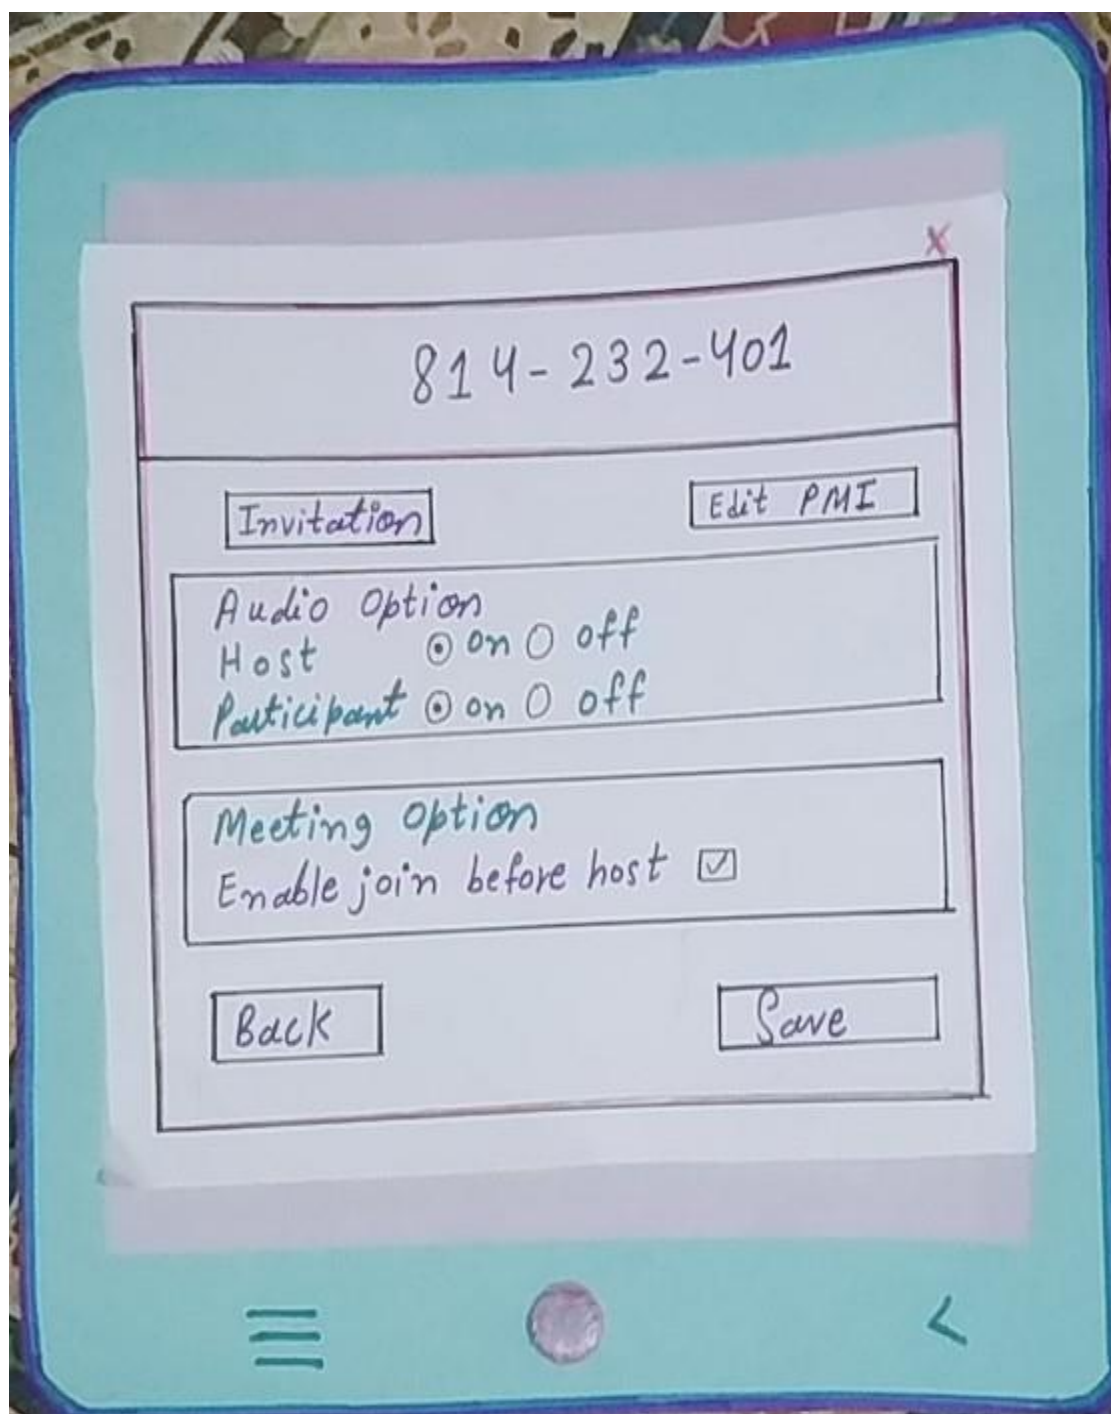 x
814-232-401
Invitation
Edit PMI
Audio Option
Host on off
Participant on off
Meeting Option
Enable join before host
Back
Save